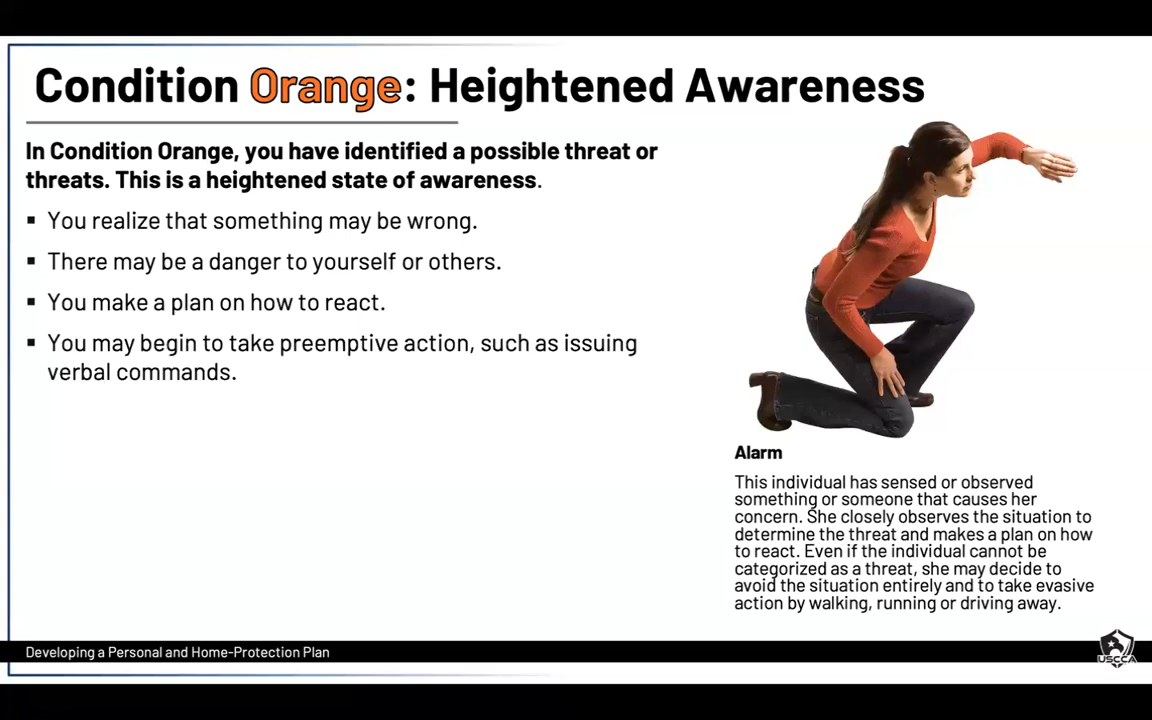 Condition Orange: Heightened Awareness
In Condition Orange, you have identified a possible threat or
threats. This is a heightened state of awareness.
▪ You realize that something may be wrong.
▪ There may be a danger to yourself or others.
▪ You make a plan on how to react.
▪ You may begin to take preemptive action, such as issuing
verbal commands.
Alarm
This individual has sensed or observed
something or someone that causes her
concern. She closely observes the situation to
determine the threat and makes a plan on how
to react. Even if the individual cannot be
categorized as a threat, she may decide to
avoid the situation entirely and to take evasive
action by walking, running or driving away.
Developing a Personal and Home-Protection Plan
USCCA